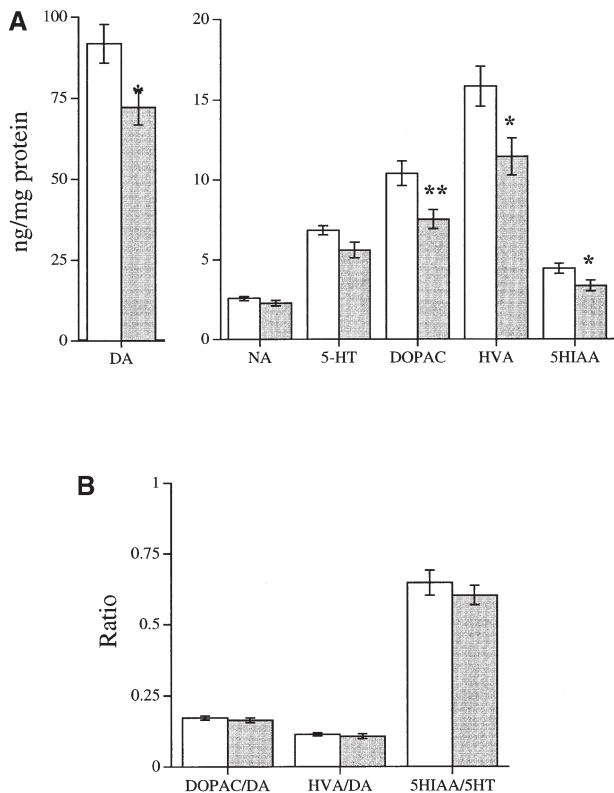 A
ng/mg protein
100
75
50
25
0
*
DA
20
15
10
5
0
**
*
*
NA 5-HT DOPAC HVA 5HIAA
B
Ratio
1
0.75
0.5
0.25
0
DOPAC/DA HVA/DA 5HIAA/5HT